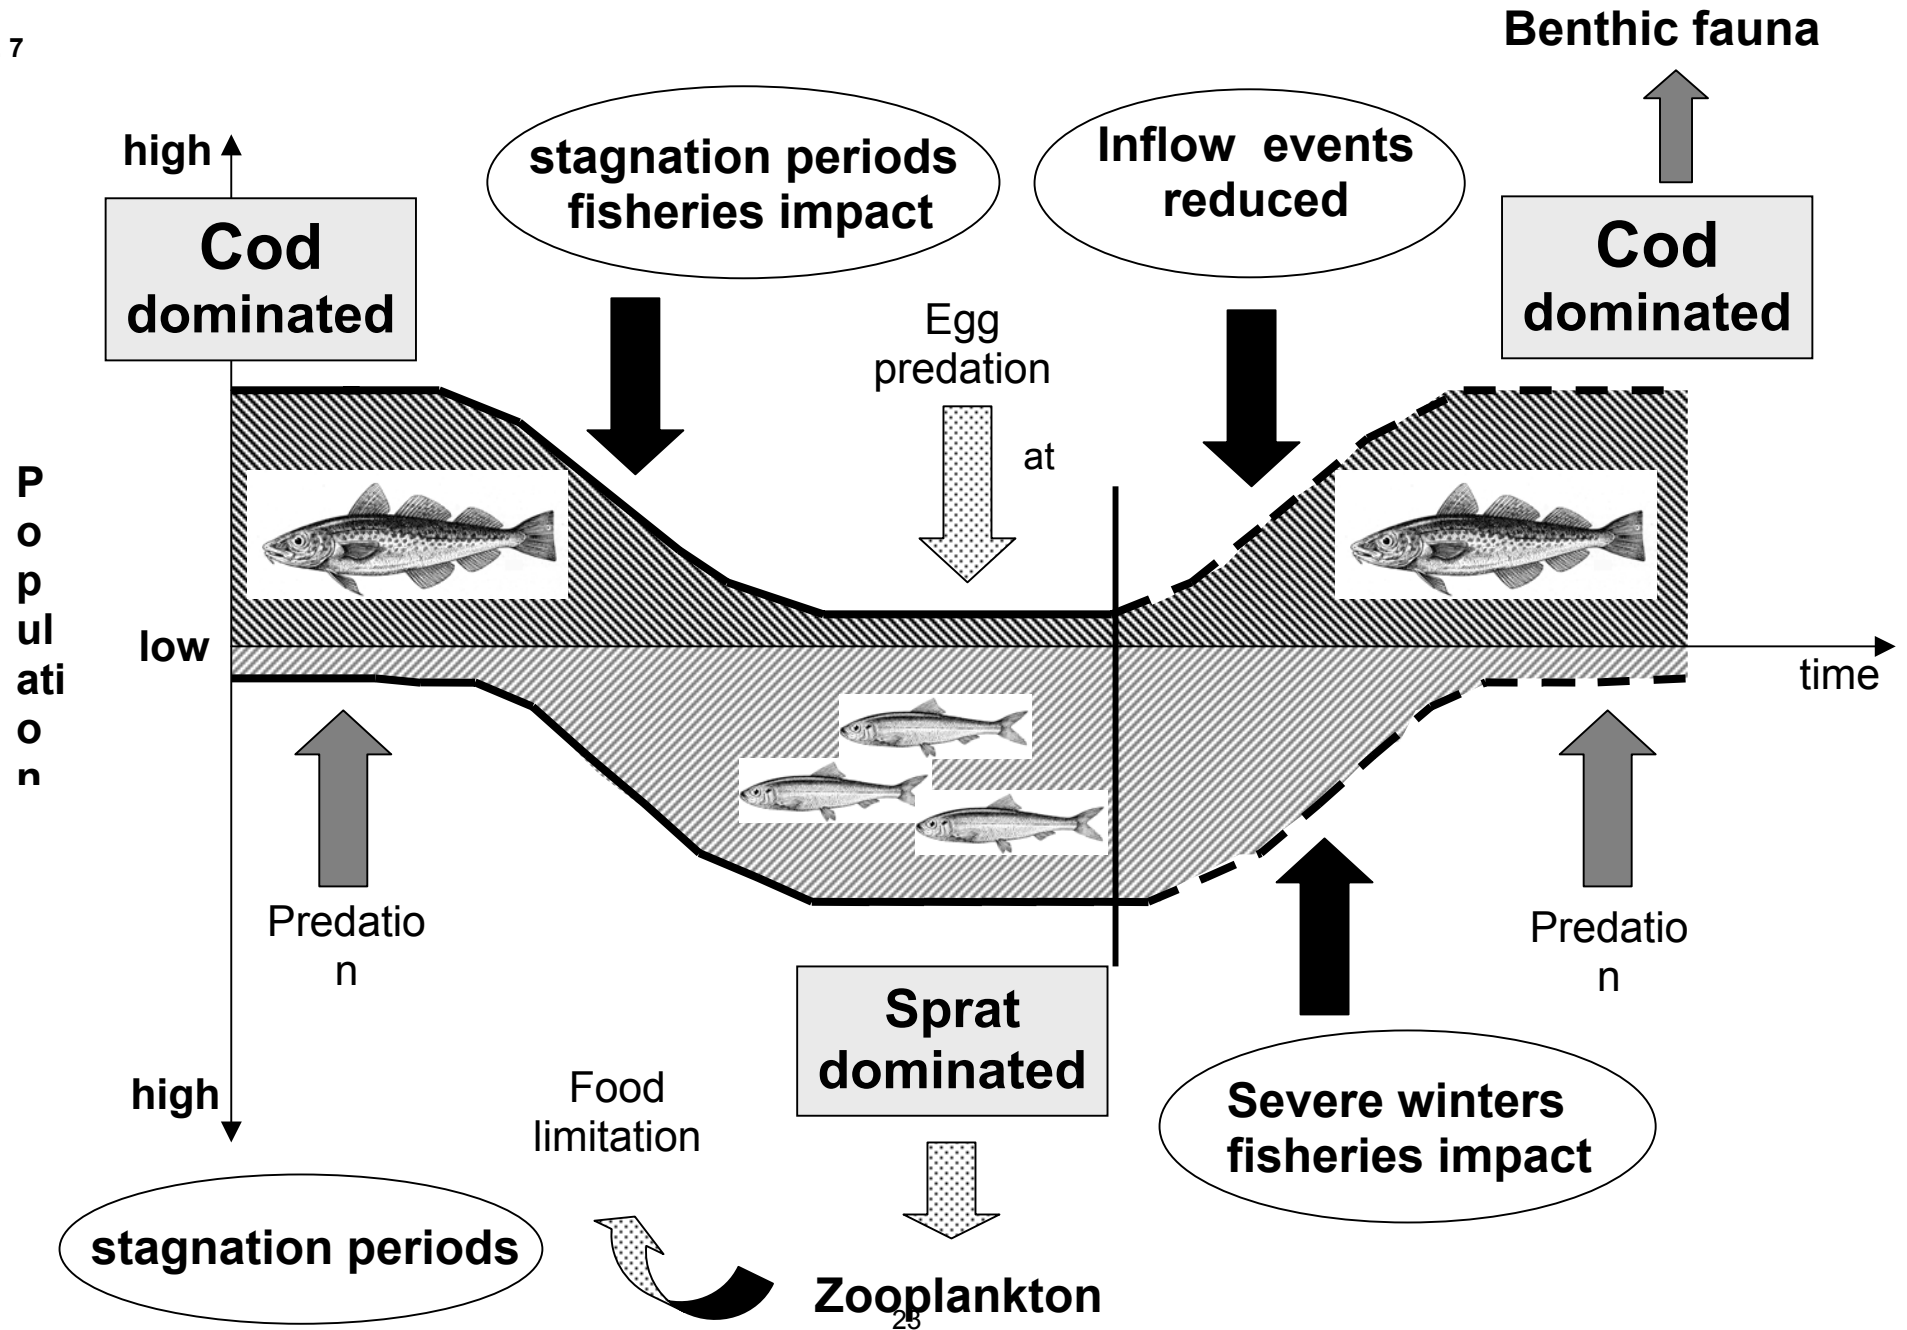 7
Benthic fauna
high
stagnation periods
fisheries impact
Inflow events
reduced
Cod
dominated
Cod
dominated
Egg
predation
at
P
o
p
ul
ati
o
n
low
time
Predatio
n
Predatio
n
Sprat
dominated
high
Food
limitation
Severe winters
fisheries impact
stagnation periods
Zooplankton
23